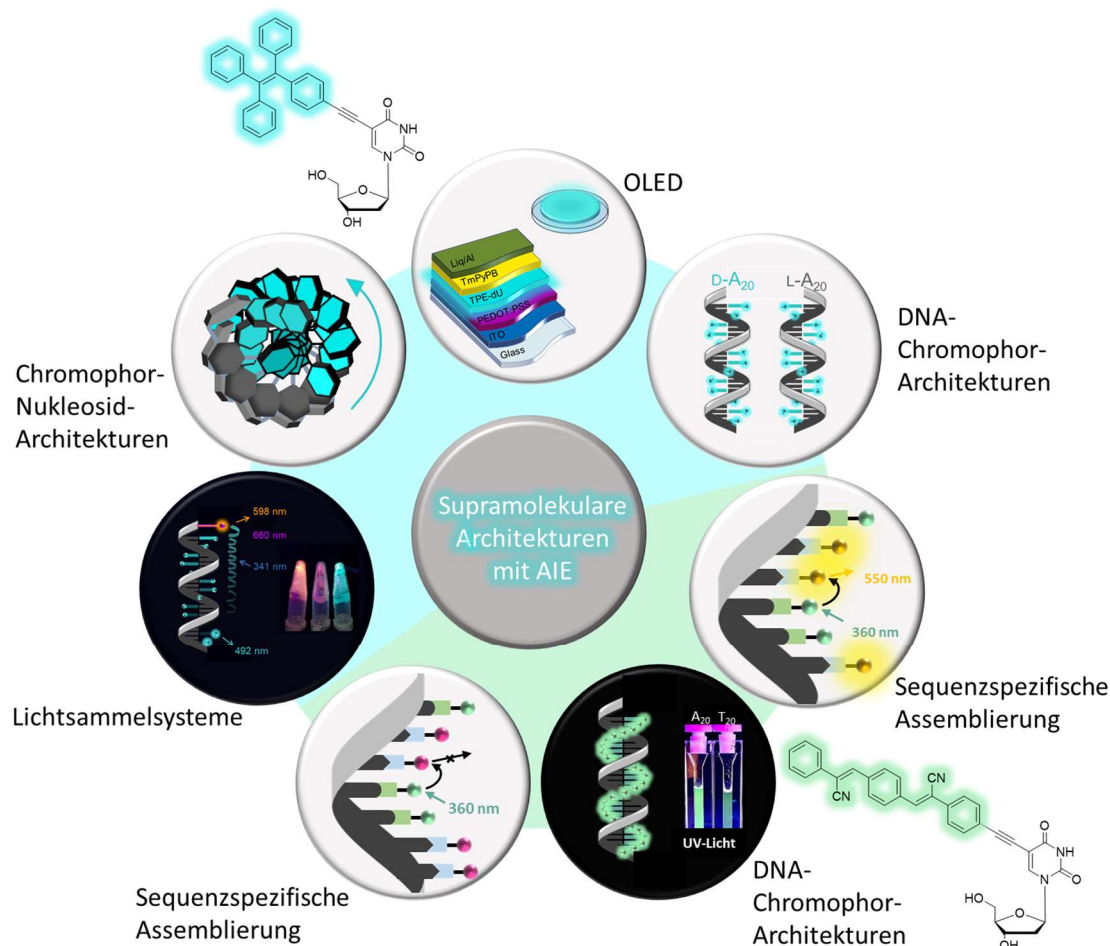 O
NH
N
O
HO
O
OH
OLED
Liq/Al
TmPyPB
TPE-dU
PEDOT:PSS
ITO
Glass
D-A20
L-A20
DNA-
Chromophor-
Architekturen
Chromophor-
Nukleosid-
Architekturen
Supramolekulare
Architekturen
mit AIE
598 nm
660 nm
341 nm
492 nm
Lichtsammelsysteme
550 nm
360 nm
Sequenzspezifische
Assemblierung
360 nm
Sequenzspezifische
Assemblierung
A20 T20
UV-Licht
DNA-
Chromophor-
Architekturen
CN
CN
O
NH
N
O
HO
O
OH